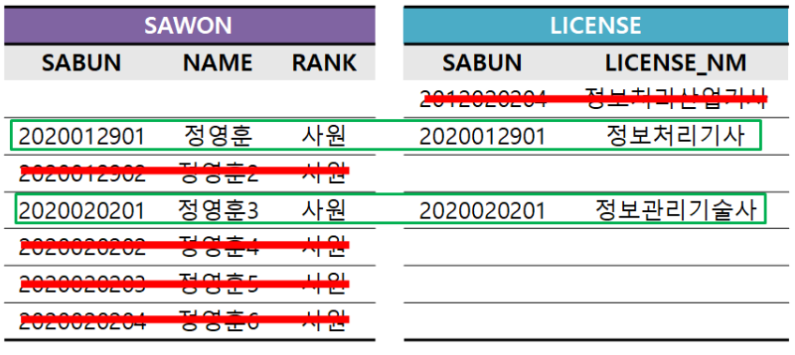 SAWON LICENSE
SABUN NAME RANK SABUN LICENSE_NM
2012020204 정보처리산업기사
2020012901 정영훈 사원 2020012901 정보처리기사
2020012902 정영훈2 사원
2020020201 정영훈3 사원 2020020201 정보관리기술사
2020020202 정영훈4 사원
2020020203 정영훈5 사원
2020020204 정영훈6 사원